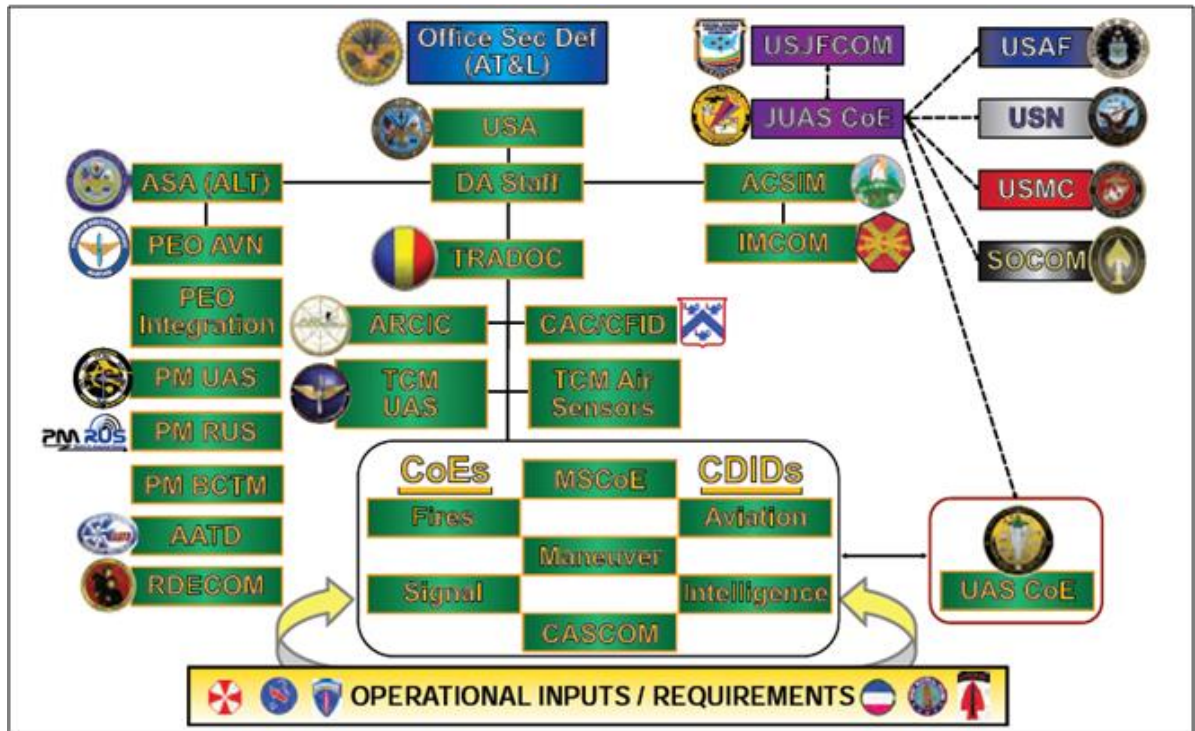 Office Sec Def
(AT&L)
USJFCOM
USAF
JUAS CoE
USN
USA
ASA (ALT)
DA Staff
ACSIM
USMC
PEO AVN
TRADOC
IMCOM
SOCOM
PEO
Integration
ARCIC
CAC/CFID
PM UAS
TCM
UAS
TCM Air
Sensors
PM RUS
PM RUS
PM BCTM
CoEs
MSCoE
CDIDs
Fires
Aviation
AATD
Maneuver
RDECOM
Signal
Intelligence
UAS CoE
CASCOM
OPERATIONAL INPUTS / REQUIREMENTS